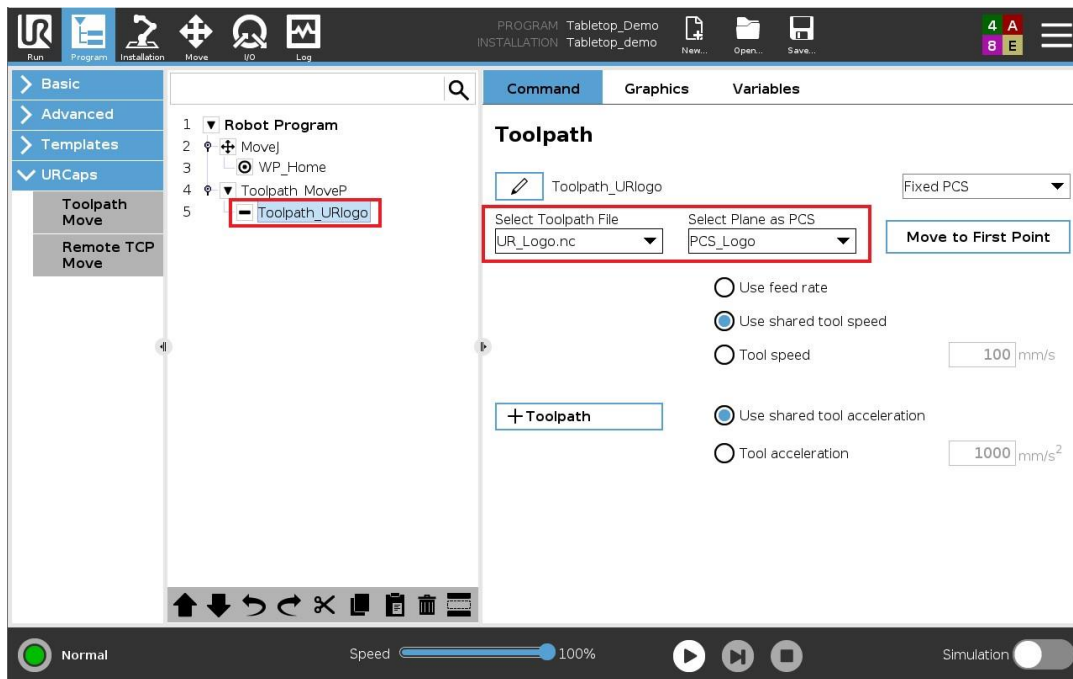 PROGRAM Tabletop_Demo
INSTALLATION Tabletop_demo
Run Program Installation Move I/O Log
New... Open... Save...
4 A
8 E
Basic
Advanced
Templates
URCaps
Toolpath
Move
Remote TCP
Move
1 Robot Program
2 MoveJ
3 WP_Home
4 Toolpath_MoveP
5 Toolpath_URlogo
Command Graphics Variables
Toolpath
Toolpath_URlogo Fixed PCS
Select Toolpath File Select Plane as PCS
UR_Logo.nc PCS_Logo Move to First Point
Use feed rate
Use shared tool speed
Tool speed 100 mm/s
+Toolpath Use shared tool acceleration
Tool acceleration 1000 mm/s²
Normal Speed 100% Simulation